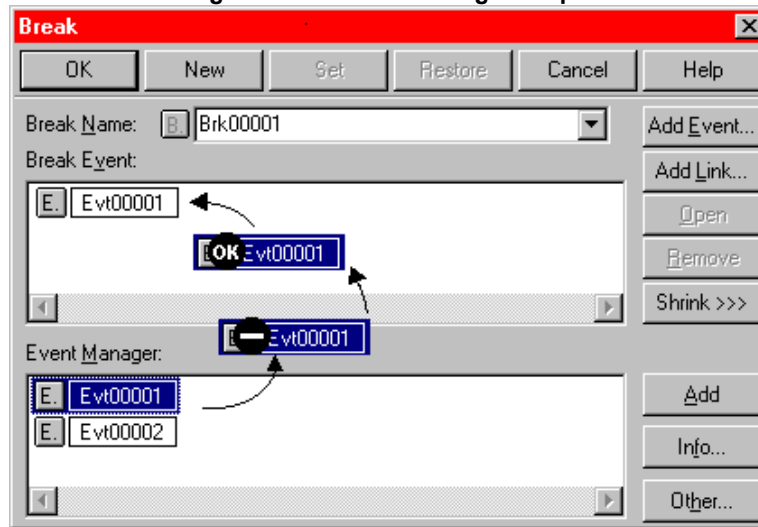 Break
OK New Set Restore Cancel Help
Break Name: B. Brk00001
Add Event...
Break Event:
Add Link...
E. Evt00001
Open
OK Evt00001
Remove
Shrink >>>
Evt00001
Event Manager:
E. Evt00001
Add
E. Evt00002
Info...
Other...